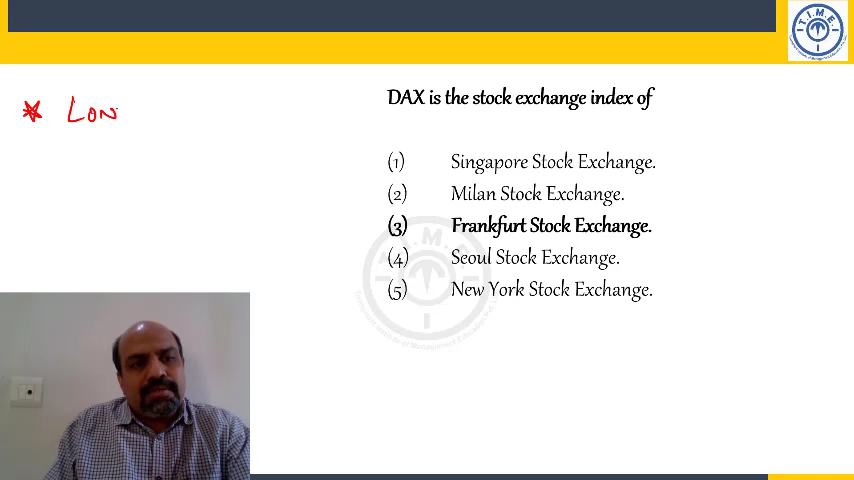 T.I.M.E.
LON
DAX is the stock exchange index of
(1) Singapore Stock Exchange.
(2) Milan Stock Exchange.
(3) Frankfurt Stock Exchange.
(4) Seoul Stock Exchange.
(5) New York Stock Exchange.